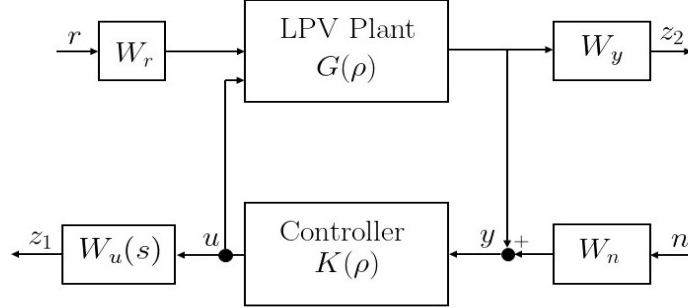 r
W_r
LPV Plant
G(ρ)
W_y
z_2
z_1
W_u(s)
u
Controller
K(ρ)
y
+
W_n
n